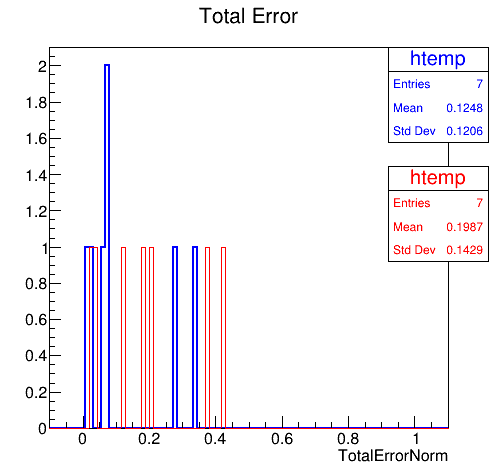 Total Error
htemp
Entries 7
Mean 0.1248
Std Dev 0.1206
htemp
Entries 7
Mean 0.1987
Std Dev 0.1429
2
1.8
1.6
1.4
1.2
1
0.8
0.6
0.4
0.2
0
0 0.2 0.4 0.6 0.8 1
TotalErrorNorm